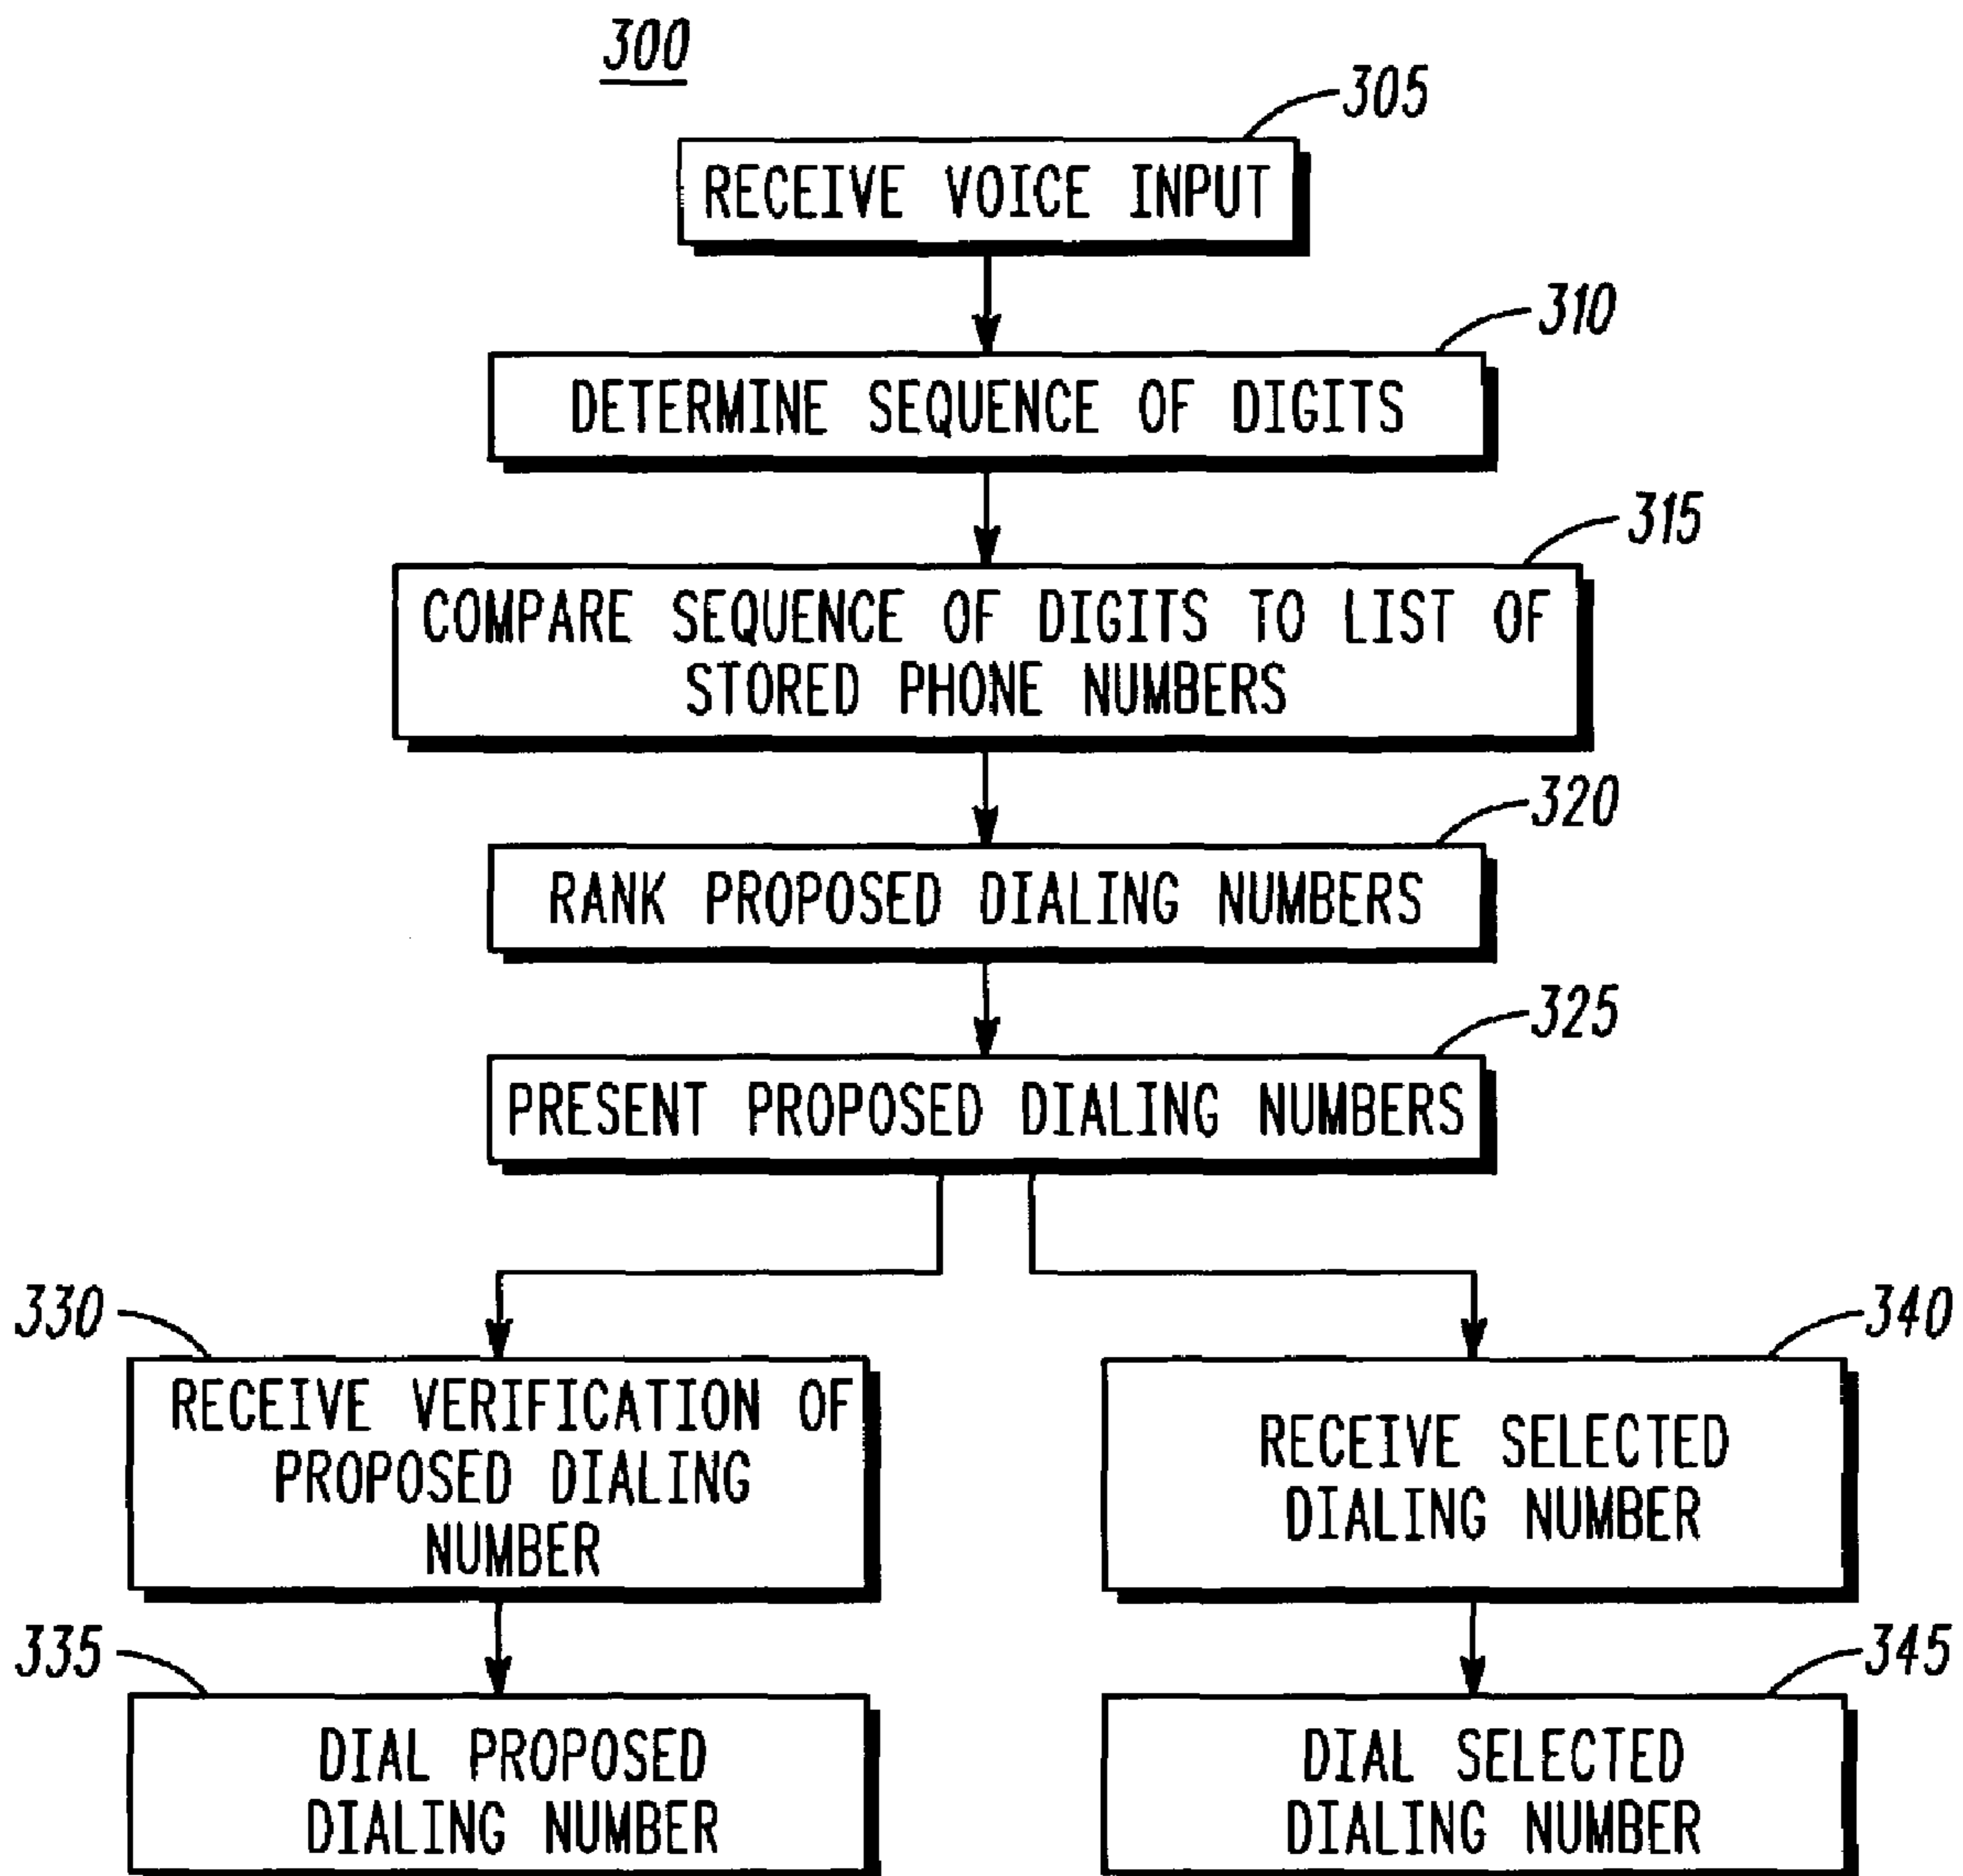 300
305
RECEIVE VOICE INPUT
310
DETERMINE SEQUENCE OF DIGITS
315
COMPARE SEQUENCE OF DIGITS TO LIST OF
STORED PHONE NUMBERS
320
RANK PROPOSED DIALING NUMBERS
325
PRESENT PROPOSED DIALING NUMBERS
330
RECEIVE VERIFICATION OF
PROPOSED DIALING
NUMBER
340
RECEIVE SELECTED
DIALING NUMBER
335
DIAL PROPOSED
DIALING NUMBER
345
DIAL SELECTED
DIALING NUMBER